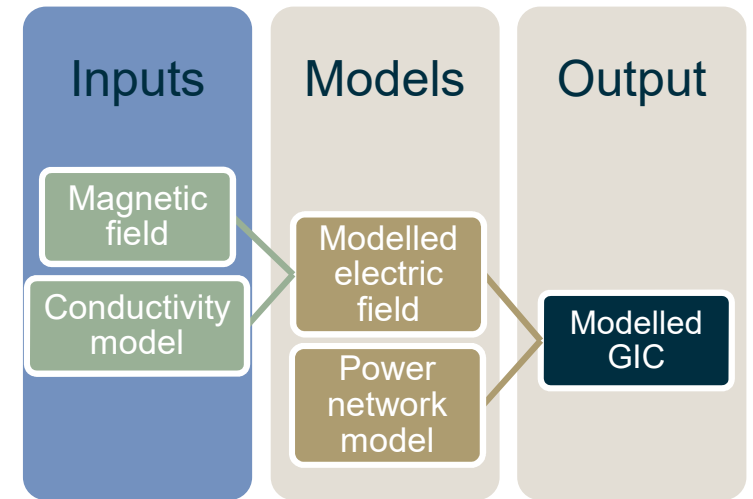 Inputs
Magnetic
field
Conductivity
model
Models
Modelled
electric
field
Power
network
model
Output
Modelled
GIC